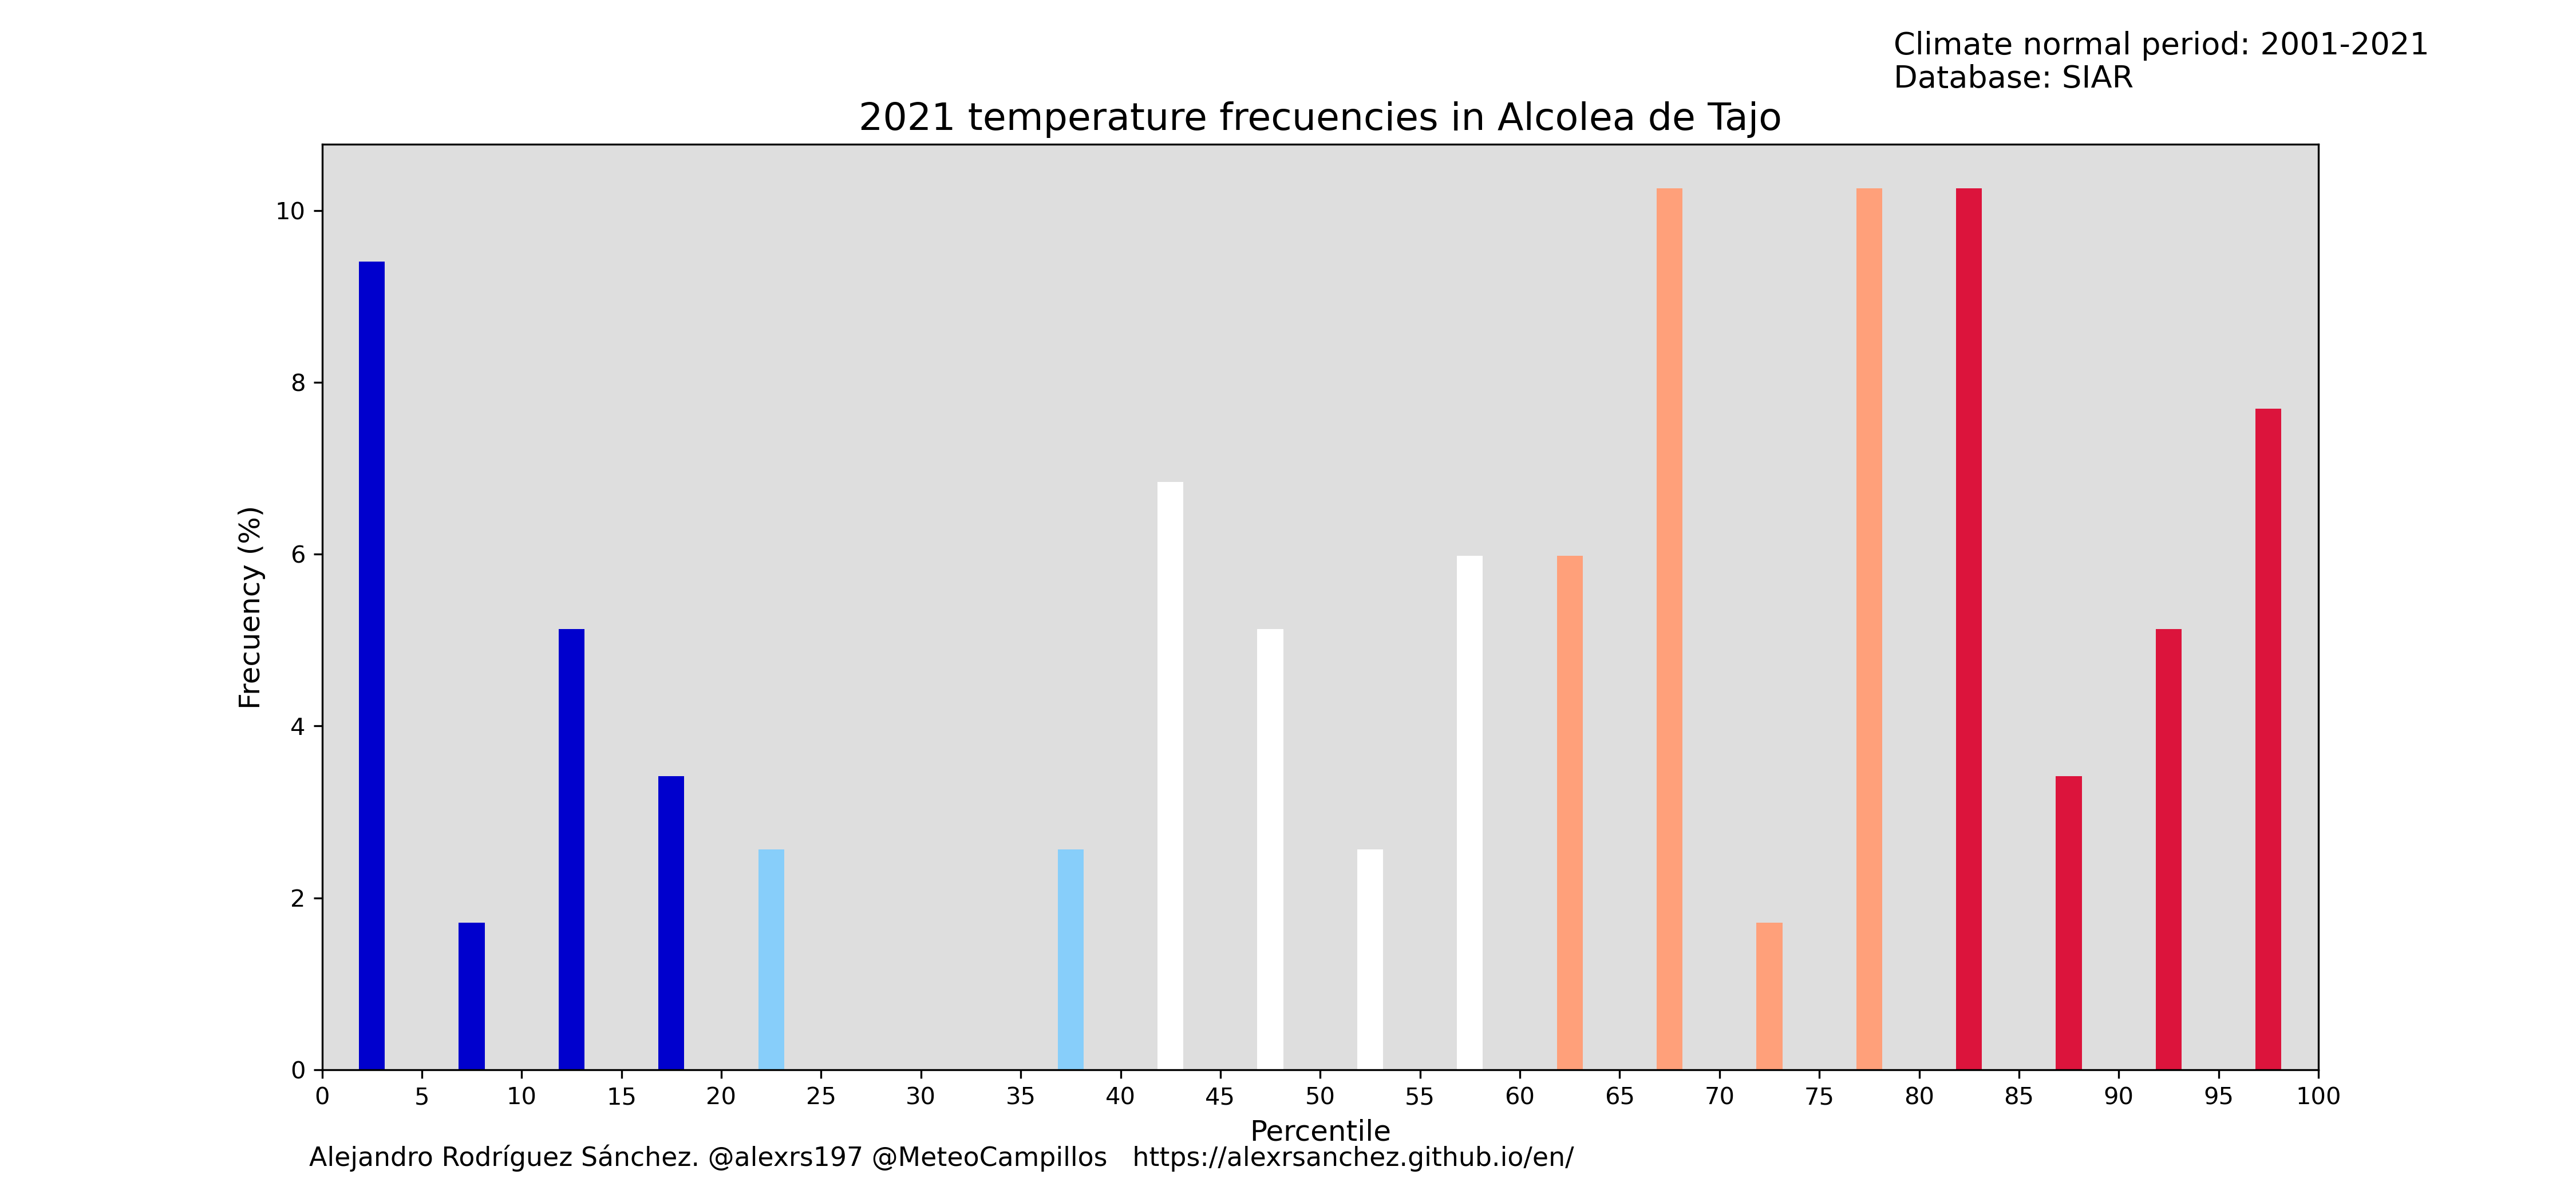 Climate normal period: 2001-2021
Database: SIAR
2021 temperature frecuencies in Alcolea de Tajo
Frecuency (%)
10
8
6
4
2
0
0 5 10 15 20 25 30 35 40 45 50 55 60 65 70 75 80 85 90 95 100
Percentile
Alejandro Rodríguez Sánchez. @alexrs197 @MeteoCampillos https://alexrsanchez.github.io/en/